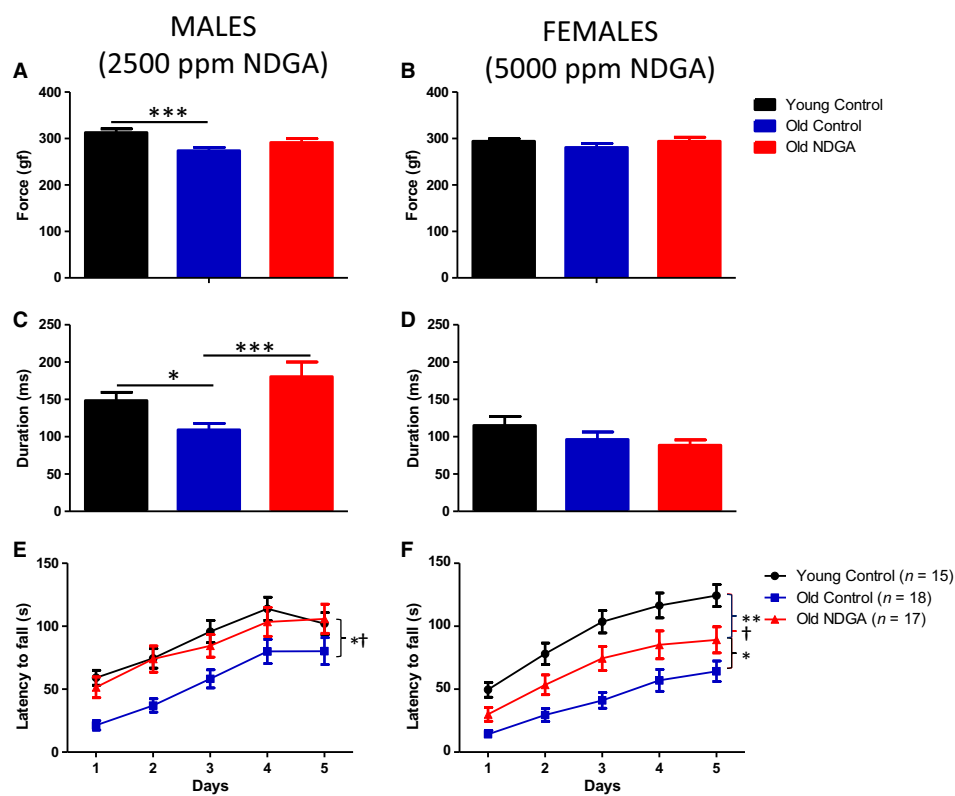 MALES
(2500 ppm NDGA)
FEMALES
(5000 ppm NDGA)
A
Force (gf)
400
300
200
100
0
***
B
Force (gf)
400
300
200
100
0
Young Control
Old Control
Old NDGA
C
Duration (ms)
250
200
150
100
50
0
*
***
D
Duration (ms)
250
200
150
100
50
0
E
Latency to fall (s)
150
100
50
0
*†
1 2 3 4 5
Days
F
Latency to fall (s)
150
100
50
0
**
†
*
1 2 3 4 5
Days
Young Control (n = 15)
Old Control (n = 18)
Old NDGA (n = 17)